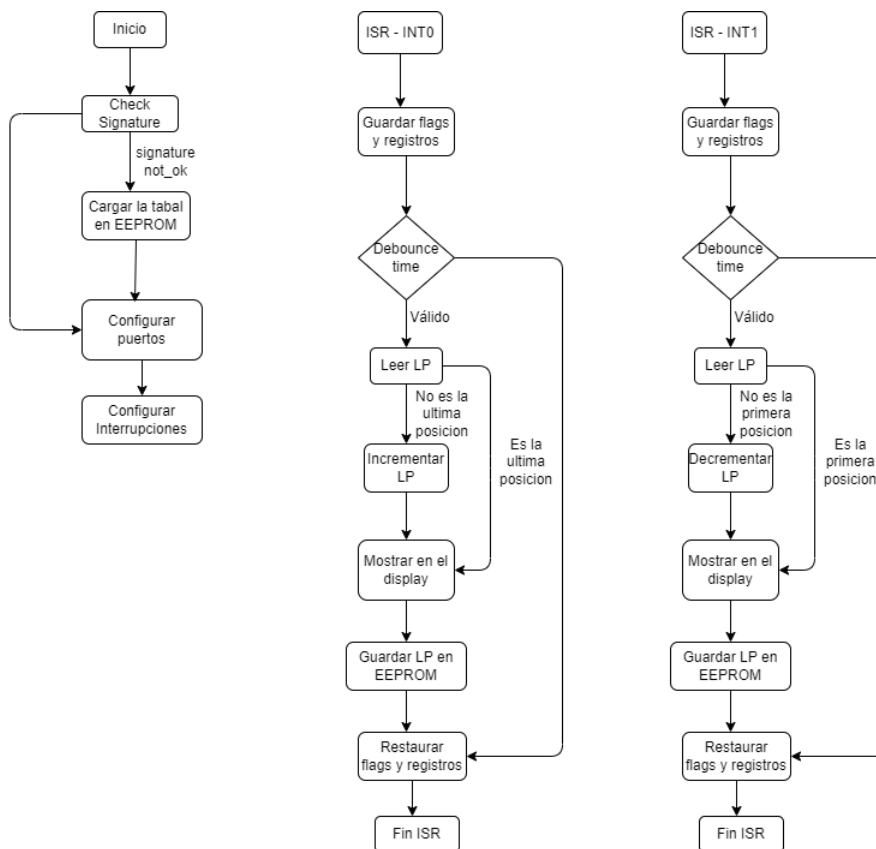 Inicio
Check
Signature
signature
not_ok
Cargar la tabal
en EEPROM
Configurar
puertos
Configurar
Interrupciones
ISR - INT0
Guardar flags
y registros
Debounce
time
Válido
Leer LP
No es la
ultima
posicion
Es la
ultima
posicion
Incrementar
LP
Mostrar en el
display
Guardar LP en
EEPROM
Restaurar
flags y registros
Fin ISR
ISR - INT1
Guardar flags
y registros
Debounce
time
Válido
Leer LP
No es la
primera
posicion
Es la
primera
posicion
Decrementar
LP
Mostrar en el
display
Guardar LP en
EEPROM
Restaurar
flags y registros
Fin ISR